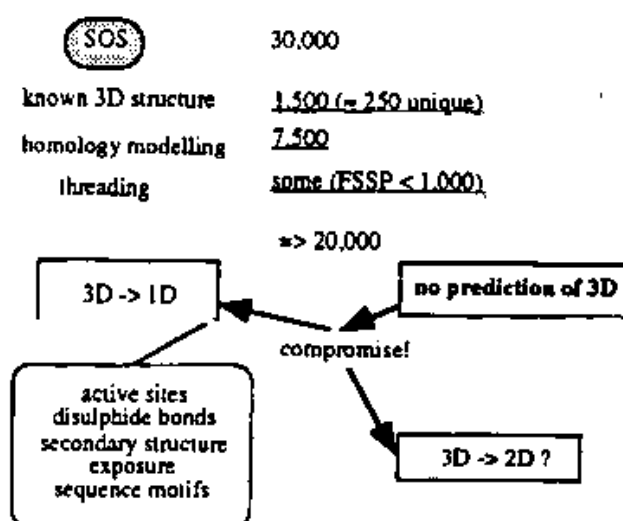 SOS 30,000
known 3D structure 1.500 (= 250 unique)
homology modelling 7.500
threading some (FSSP < 1.000)
=> 20,000
3D -> 1D
no prediction of 3D
compromise!
active sites
disulphide bonds
secondary structure
exposure
sequence motifs
3D -> 2D ?